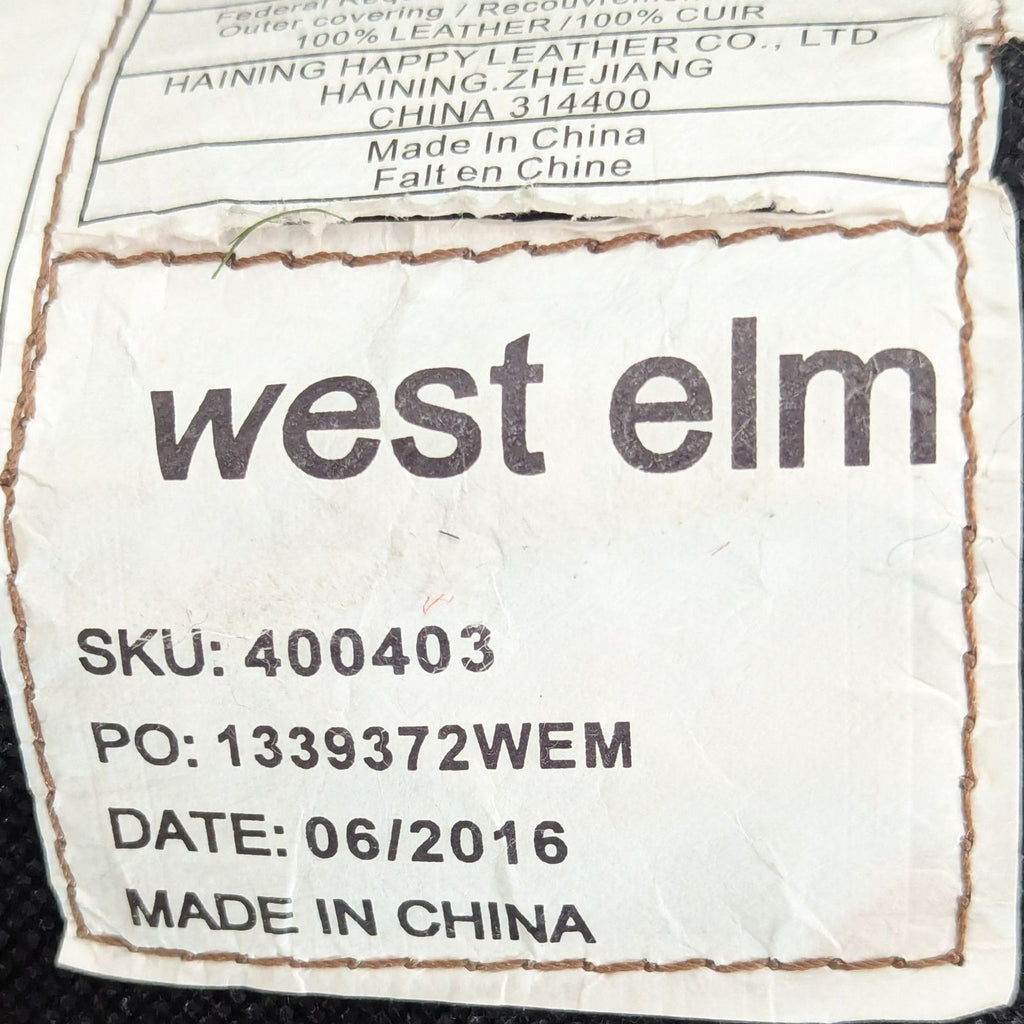 Federal
Outer covering /
100% LEATHER/100% CUIR
HAINING HAPPY LEATHER CO., LTD
HAINING.ZHEJIANG
CHINA 314400
Made In China
Falt en Chine
west elm
SKU: 400403
PO: 1339372WEM
DATE: 06/2016
MADE IN CHINA